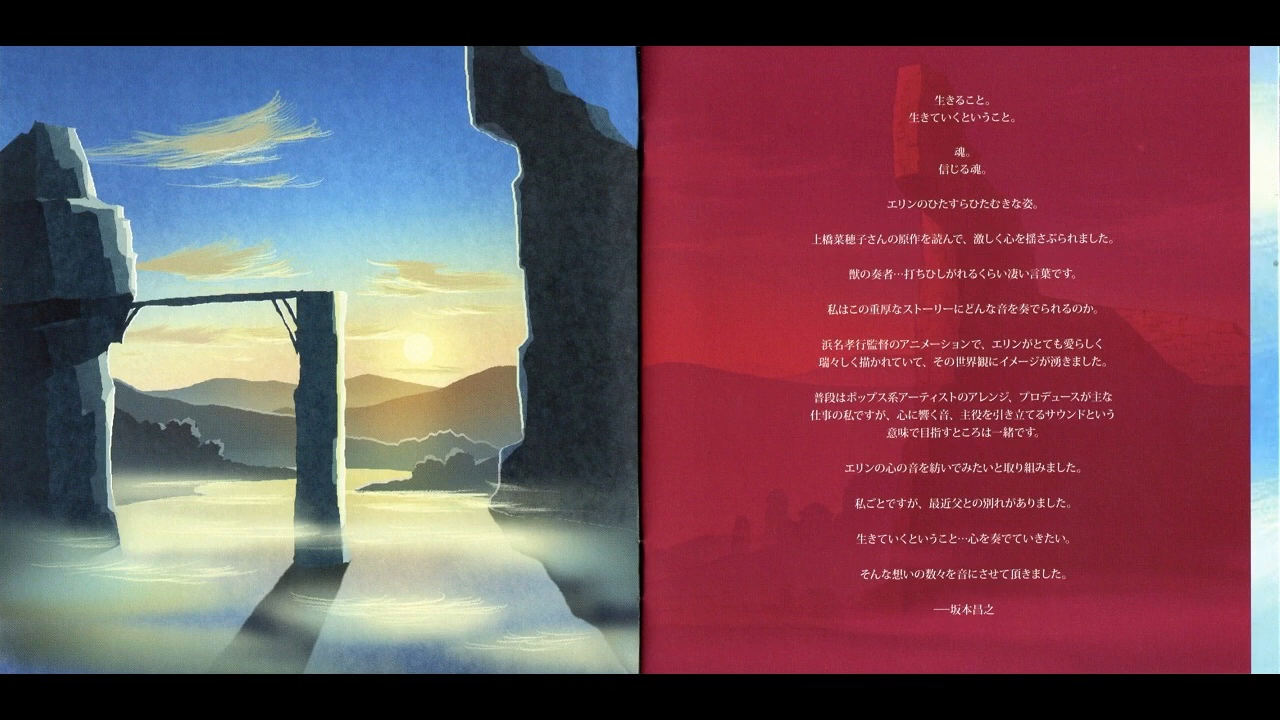 生きること。
生きていくということ。
魂。
信じる魂。
エリンのひたすらひたむきな姿。
上橋菜穂子さんの原作を読んで、激しく心を揺さぶられました。
獣の奏者…打ちひしがれるくらい凄い言葉です。
私はこの重厚なストーリーにどんな音を奏でられるのか。
浜名孝行監督のアニメーションで、エリンがとても愛らしく
瑞々しく描かれていて、その世界観にイメージが湧きました。
普段はポップス系アーティストのアレンジ、プロデュースが主な
仕事の私ですが、心に響く音、主役を引き立てるサウンドという
意味で目指すところは一緒です。
エリンの心の音を紡いでみたいと取り組みました。
私ごとですが、最近父との別れがありました。
生きていくということ…心を奏でていきたい。
そんな想いの数々を音にさせて頂きました。
──坂本昌之